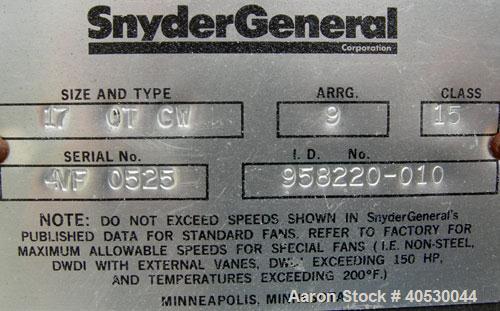 SnyderGeneral
Corporation
SIZE AND TYPE ARRG. CLASS
17 OT CW 9 15
SERIAL No. I. D. No.
4VF 0525 958220-010
NOTE: DO NOT EXCEED SPEEDS SHOWN IN SnyderGeneral's
PUBLISHED DATA FOR STANDARD FANS. REFER TO FACTORY FOR
MAXIMUM ALLOWABLE SPEEDS FOR SPECIAL FANS (I.E. NON-STEEL,
DWDI WITH EXTERNAL VANES, EXCEEDING 150 HP,
AND TEMPERATURES EXCEEDING 200°F.)
MINNEAPOLIS,
Aaron Stock # 40530044